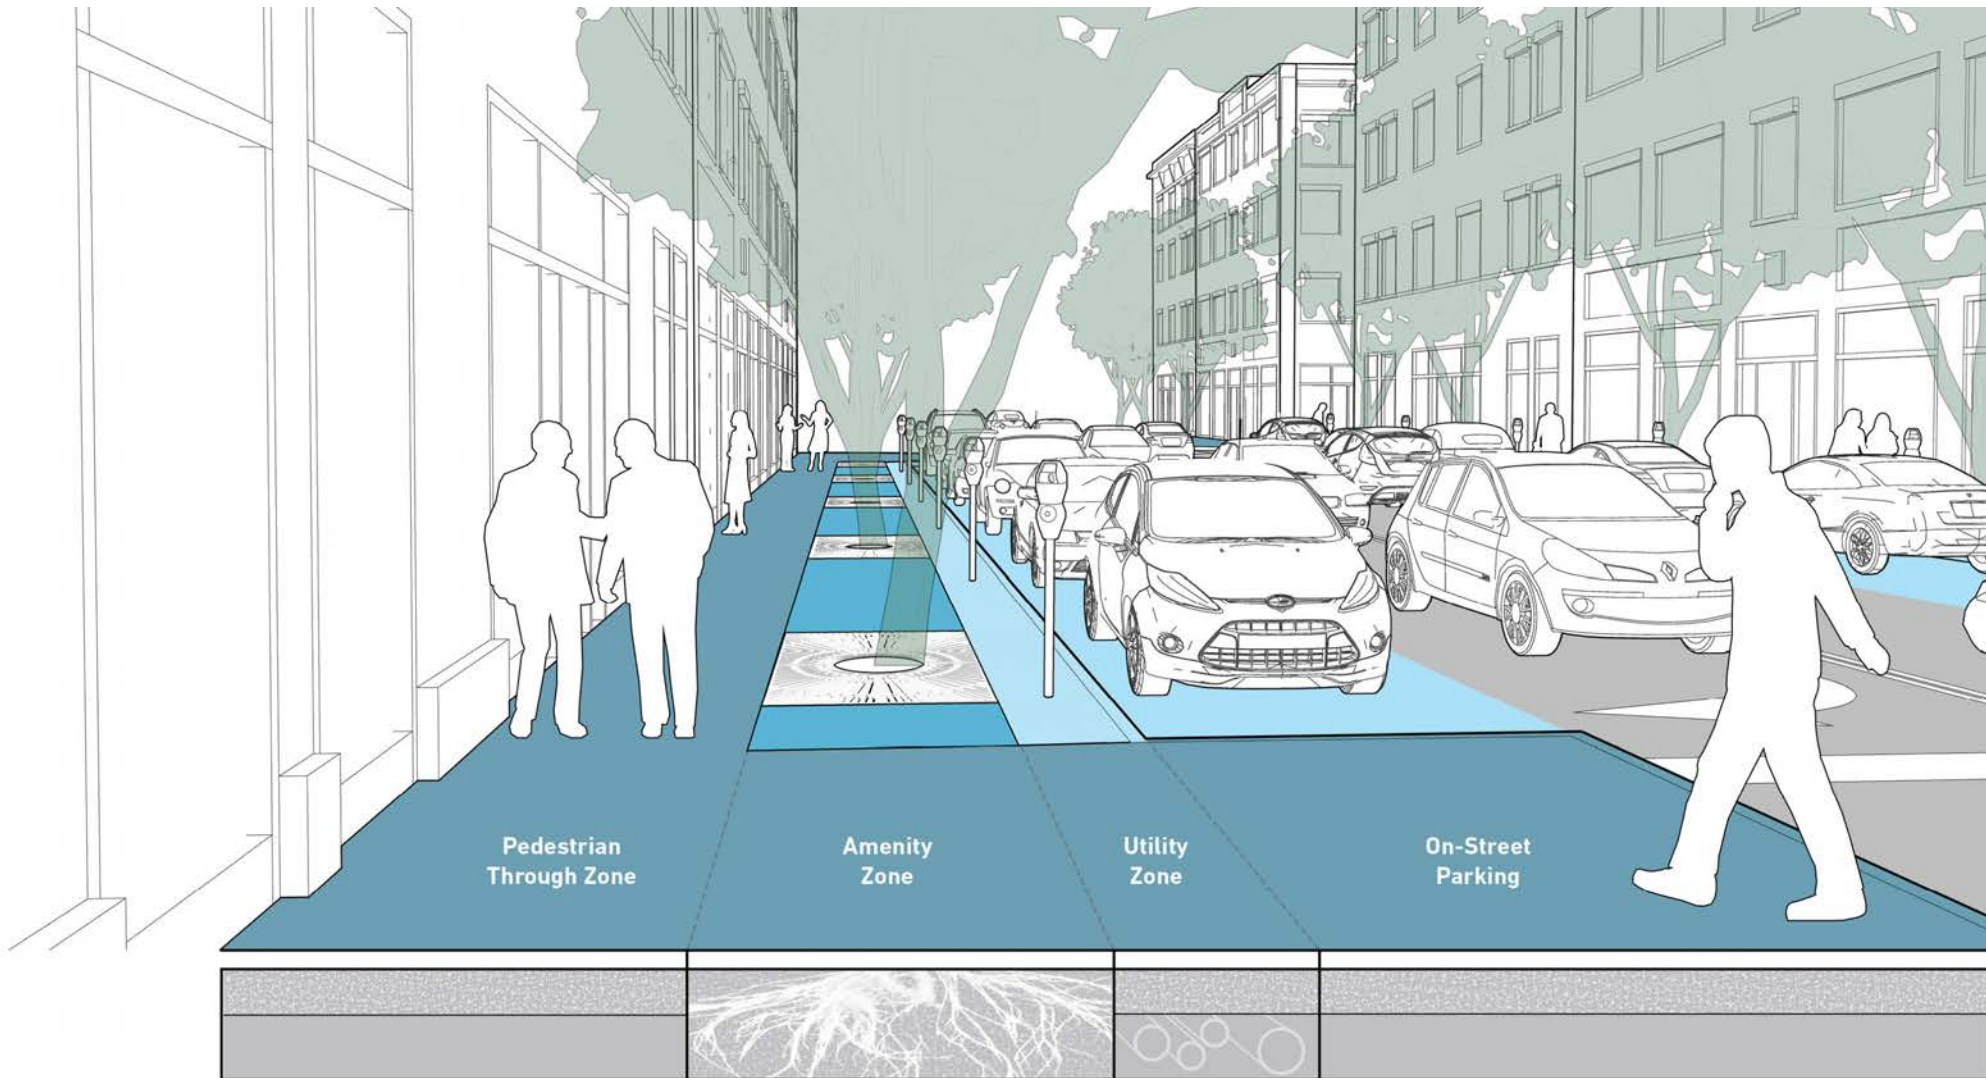 Pedestrian
Through Zone
Amenity
Zone
Utility
Zone
On-Street
Parking